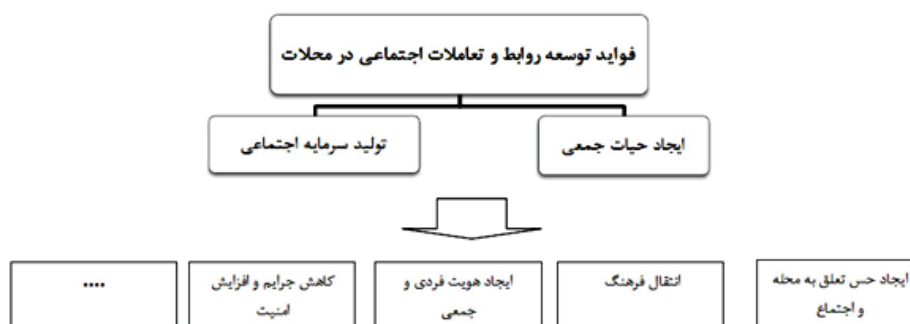 فواید توسعه روابط و تعاملات اجتماعی در محلات
ایجاد حیات جمعی
تولید سرمایه اجتماعی
ایجاد حس تعلق به محله
و اجتماع
انتقال فرهنگ
ایجاد هویت فردی و
جمعی
کاهش جرایم و افزایش
امنیت
....